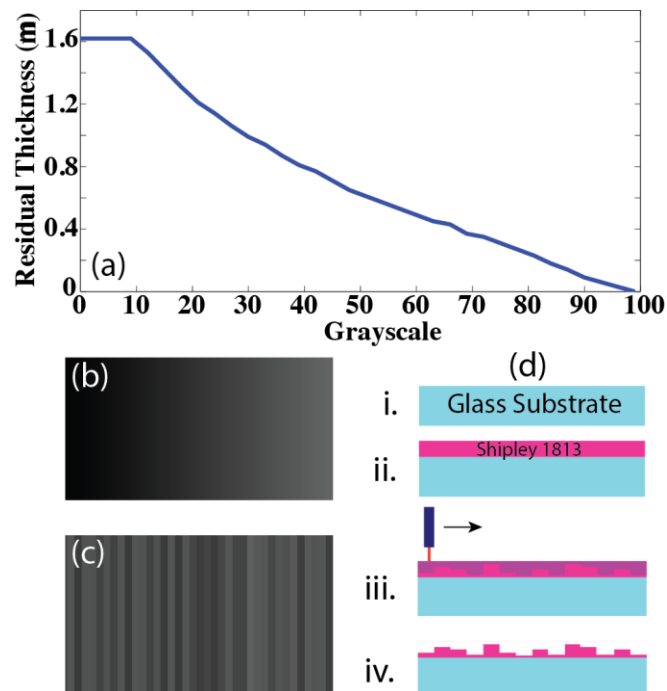 Residual Thickness (m)
1.6
1.2
0.8
0.4
0
(a)
0 10 20 30 40 50 60 70 80 90 100
Grayscale
(b)
(c)
(d)
i.
Glass Substrate
ii.
Shipley 1813
iii.
iv.